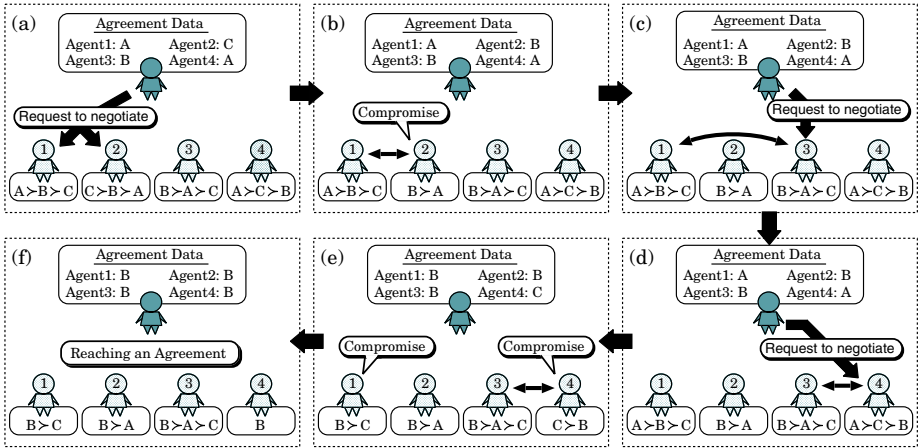 (a)
Agreement Data
Agent1: A Agent2: C
Agent3: B Agent4: A
Request to negotiate
1 2 3 4
A≻B≻C C≻B≻A B≻A≻C A≻C≻B
(b)
Agreement Data
Agent1: A Agent2: B
Agent3: B Agent4: A
Compromise
1 2 3 4
A≻B≻C B≻A B≻A≻C A≻C≻B
(c)
Agreement Data
Agent1: A Agent2: B
Agent3: B Agent4: A
Request to negotiate
1 2 3 4
A≻B≻C B≻A B≻A≻C A≻C≻B
(d)
Agreement Data
Agent1: A Agent2: B
Agent3: B Agent4: A
Request to negotiate
1 2 3 4
A≻B≻C B≻A B≻A≻C A≻C≻B
(e)
Agreement Data
Agent1: B Agent2: B
Agent3: B Agent4: C
Compromise Compromise
1 2 3 4
B≻C B≻A B≻A≻C C≻B
(f)
Agreement Data
Agent1: B Agent2: B
Agent3: B Agent4: B
Reaching an Agreement
1 2 3 4
B≻C B≻A B≻A≻C B